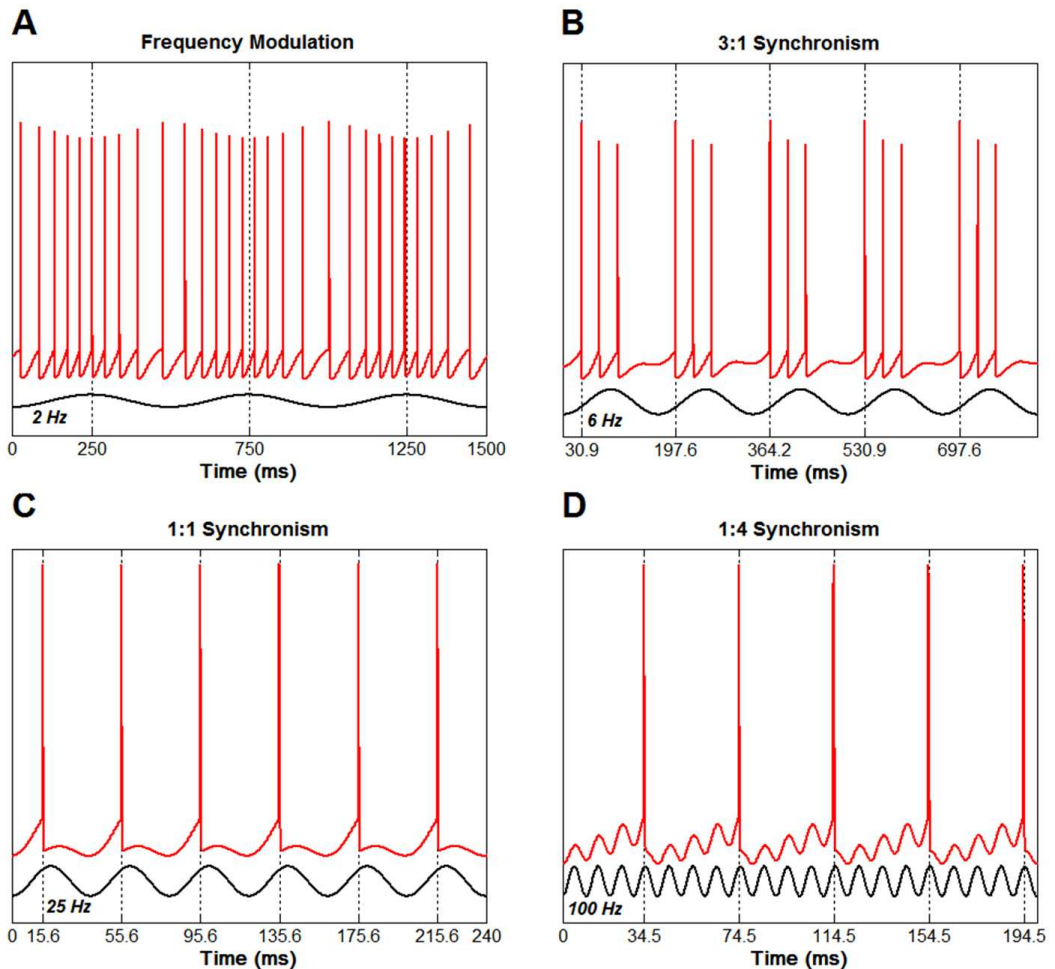 A
Frequency Modulation
2 Hz
0 250 750 1250 1500
Time (ms)
B
3:1 Synchronism
6 Hz
30.9 197.6 364.2 530.9 697.6
Time (ms)
C
1:1 Synchronism
25 Hz
0 15.6 55.6 95.6 135.6 175.6 215.6 240
Time (ms)
D
1:4 Synchronism
100 Hz
0 34.5 74.5 114.5 154.5 194.5
Time (ms)